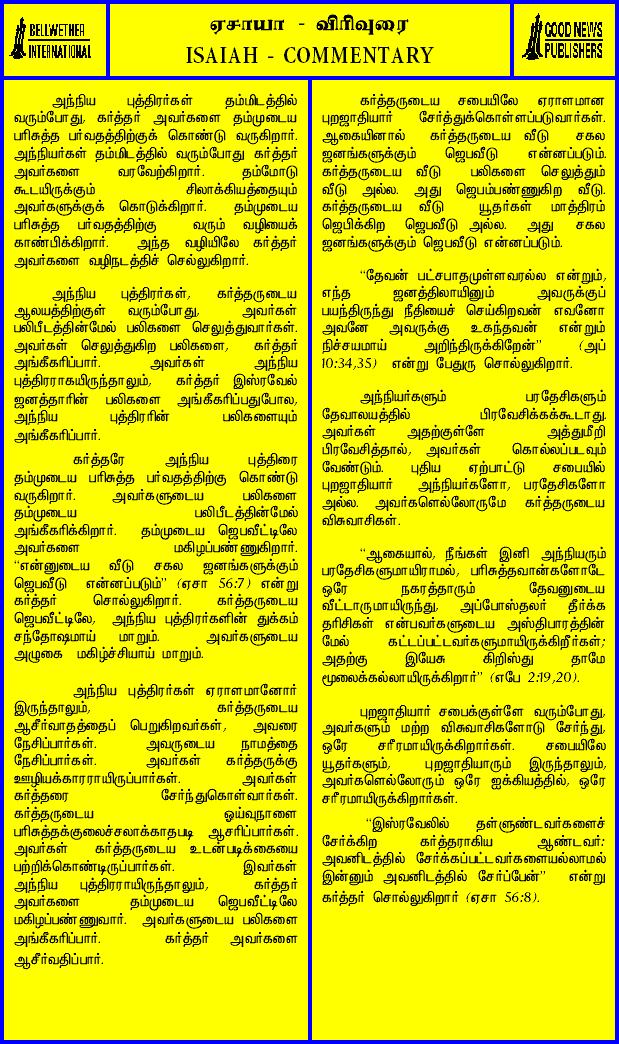 BELLWETHER
INTERNATIONAL
ஏசாயா - விரிவுரை
ISAIAH - COMMENTARY
GOOD NEWS
PUBLISHERS
அந்நிய புத்திரர்கள் தம்மிடத்தில்
வரும்போது, கர்த்தர் அவர்களை தம்முடைய
பரிசுத்த பர்வதத்திற்குக் கொண்டு வருகிறார்.
அந்நியர்கள் தம்மிடத்தில் வரும்போது கர்த்தர்
அவர்களை வரவேற்கிறார். தம்மோடு
கூடயிருக்கும் சிலாக்கியத்தையும்
அவர்களுக்குக் கொடுக்கிறார். தம்முடைய
பரிசுத்த பர்வதத்திற்கு வரும் வழியைக்
காண்பிக்கிறார். அந்த வழியிலே கர்த்தர்
அவர்களை வழிநடத்திச் செல்லுகிறார்.
அந்நிய புத்திரர்கள், கர்த்தருடைய
ஆலயத்திற்குள் வரும்போது, அவர்கள்
பலிபீடத்தின்மேல் பலிகளை செலுத்துவார்கள்.
அவர்கள் செலுத்துகிற பலிகளை, கர்த்தர்
அங்கீகரிப்பார். அவர்கள் அந்நிய
புத்திரராகயிருந்தாலும், கர்த்தர் இஸ்ரவேல்
ஜனத்தாரின் பலிகளை அங்கீகரிப்பதுபோல,
அந்நிய புத்திரரின் பலிகளையும்
அங்கீகரிப்பார்.
கர்த்தரே அந்நிய புத்திரை
தம்முடைய பரிசுத்த பர்வதத்திற்கு கொண்டு
வருகிறார். அவர்களுடைய பலிகளை
தம்முடைய பலிபீடத்தின்மேல்
அங்கீகரிக்கிறார். தம்முடைய ஜெபவீட்டிலே
அவர்களை மகிழப்பண்ணுகிறார்.
“என்னுடைய வீடு சகல ஜனங்களுக்கும்
ஜெபவீடு என்னப்படும்” (ஏசா 56:7) என்று
கர்த்தர் சொல்லுகிறார். கர்த்தருடைய
ஜெபவீட்டிலே, அந்நிய புத்திரர்களின் துக்கம்
சந்தோஷமாய் மாறும். அவர்களுடைய
அழுகை மகிழ்ச்சியாய் மாறும்.
அந்நிய புத்திரர்கள் ஏராளமானோர்
இருந்தாலும், கர்த்தருடைய
ஆசீர்வாதத்தைப் பெறுகிறவர்கள், அவரை
நேசிப்பார்கள். அவருடைய நாமத்தை
நேசிப்பார்கள். அவர்கள் கர்த்தருக்கு
ஊழியக்காரராயிருப்பார்கள். அவர்கள்
கர்த்தரை சேர்ந்துகொள்வார்கள்.
கர்த்தருடைய ஓய்வுநாளை
பரிசுத்தக்குலைச்சலாக்காதபடி ஆசரிப்பார்கள்.
அவர்கள் கர்த்தருடைய உடன்படிக்கையை
பற்றிக்கொண்டிருப்பார்கள். இவர்கள்
அந்நிய புத்திரராயிருந்தாலும், கர்த்தர்
அவர்களை தம்முடைய ஜெபவீட்டிலே
மகிழப்பண்ணுவார். அவர்களுடைய பலிகளை
அங்கீகரிப்பார். கர்த்தர் அவர்களை
ஆசீர்வதிப்பார்.
கர்த்தருடைய சபையிலே ஏராளமான
புறஜாதியார் சேர்த்துக்கொள்ளப்படுவார்கள்.
ஆகையினால் கர்த்தருடைய வீடு சகல
ஜனங்களுக்கும் ஜெபவீடு என்னப்படும்.
கர்த்தருடைய வீடு பலிகளை செலுத்தும்
வீடு அல்ல. அது ஜெபம்பண்ணுகிற வீடு.
கர்த்தருடைய வீடு யூதர்கள் மாத்திரம்
ஜெபிக்கிற ஜெபவீடு அல்ல. அது சகல
ஜனங்களுக்கும் ஜெபவீடு என்னப்படும்.
“தேவன் பட்சபாதமுள்ளவரல்ல என்றும்,
எந்த ஜனத்திலாயினும் அவருக்குப்
பயந்திருந்து நீதியைச் செய்கிறவன் எவனோ
அவனே அவருக்கு உகந்தவன் என்றும்
நிச்சயமாய் அறிந்திருக்கிறேன்” (அப்
10:34,35) என்று பேதுரு சொல்லுகிறார்.
அந்நியர்களும் பரதேசிகளும்
தேவாலயத்தில் பிரவேசிக்கக்கூடாது.
அவர்கள் அதற்குள்ளே அத்துமீறி
பிரவேசித்தால், அவர்கள் கொல்லப்படவும்
வேண்டும். புதிய ஏற்பாட்டு சபையில்
புறஜாதியார் அந்நியர்களோ, பரதேசிகளோ
அல்ல. அவர்களெல்லோருமே கர்த்தருடைய
விசுவாசிகள்.
“ஆகையால், நீங்கள் இனி அந்நியரும்
பரதேசிகளுமாயிராமல், பரிசுத்தவான்களோடே
ஒரே நகரத்தாரும் தேவனுடைய
வீட்டாருமாயிருந்து, அப்போஸ்தலர் தீர்க்க
தரிசிகள் என்பவர்களுடைய அஸ்திபாரத்தின்
மேல் கட்டப்பட்டவர்களுமாயிருக்கிறீர்கள்;
அதற்கு இயேசு கிறிஸ்து தாமே
மூலைக்கல்லாயிருக்கிறார்” (எபே 2:19,20).
புறஜாதியார் சபைக்குள்ளே வரும்போது,
அவர்களும் மற்ற விசுவாசிகளோடு சேர்ந்து,
ஒரே சரீரமாயிருக்கிறார்கள். சபையிலே
யூதர்களும், புறஜாதியாரும் இருந்தாலும்,
அவர்களெல்லோரும் ஒரே ஐக்கியத்தில், ஒரே
சரீரமாயிருக்கிறார்கள்.
“இஸ்ரவேலில் தள்ளுண்டவர்களைச்
சேர்க்கிற கர்த்தராகிய ஆண்டவர்:
அவனிடத்தில் சேர்க்கப்பட்டவர்களையல்லாமல்
இன்னும் அவனிடத்தில் சேர்ப்பேன்” என்று
கர்த்தர் சொல்லுகிறார் (ஏசா 56:8).